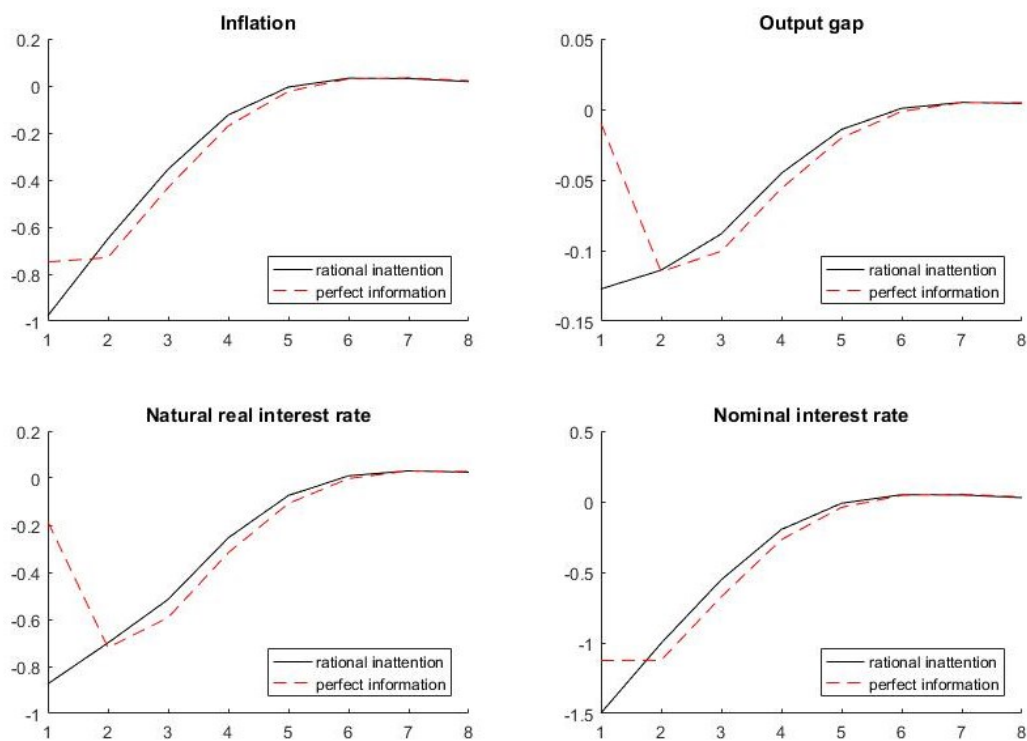 Inflation
0.2
0
-0.2
-0.4
-0.6
-0.8
-1
1 2 3 4 5 6 7 8
rational inattention
perfect information
Output gap
0.05
0
-0.05
-0.1
-0.15
1 2 3 4 5 6 7 8
rational inattention
perfect information
Natural real interest rate
0.2
0
-0.2
-0.4
-0.6
-0.8
-1
1 2 3 4 5 6 7 8
rational inattention
perfect information
Nominal interest rate
0.5
0
-0.5
-1
-1.5
1 2 3 4 5 6 7 8
rational inattention
perfect information